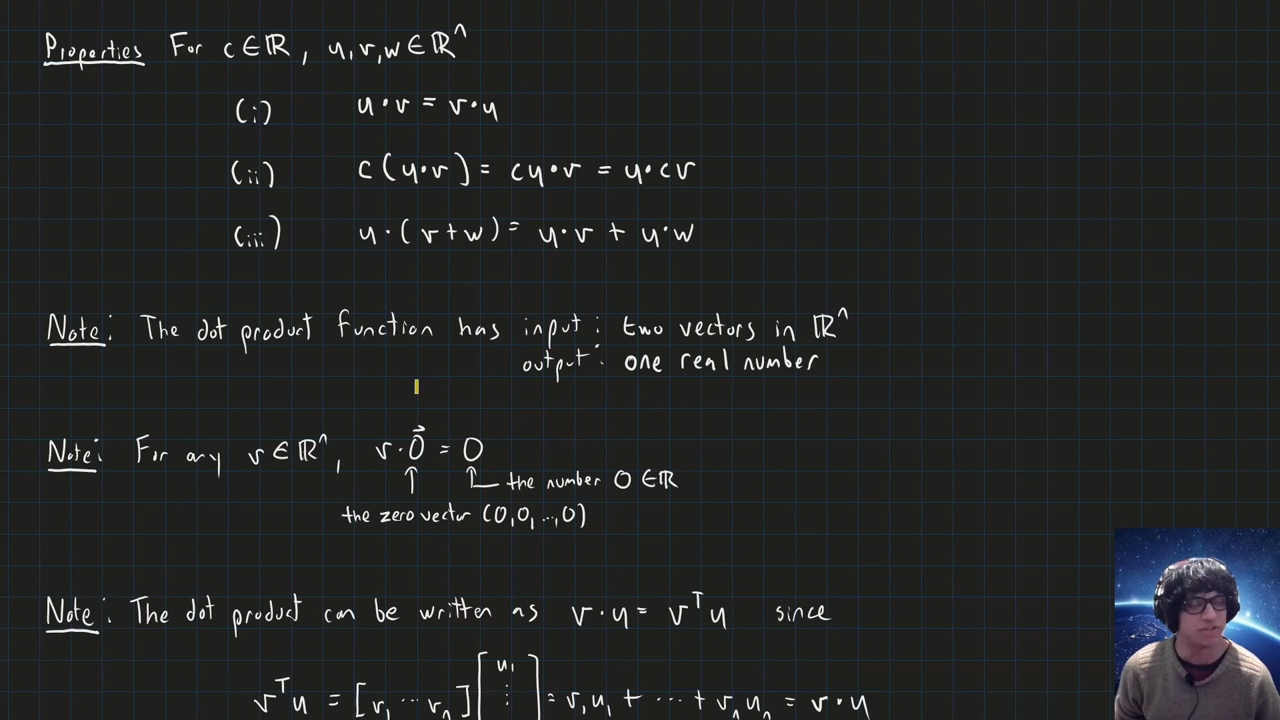 Properties For c ∈ ℝ, u, v, w ∈ ℝⁿ
(i) u · v = v · u
(ii) c(u·v) = cu·v = u·cv
(iii) u · (v+w) = u·v + u·w
Note: The dot product function has input: two vectors in ℝⁿ
output: one real number
Note: For any v ∈ ℝⁿ, v · 0⃗ = 0
the number 0 ∈ ℝ
the zero vector (0,0,...,0)
Note: The dot product can be written as v · u = vᵀu since
vᵀu = [v₁ ··· vₙ] [u₁ ⋮ = v₁u₁ + ··· + vₙuₙ = v · u